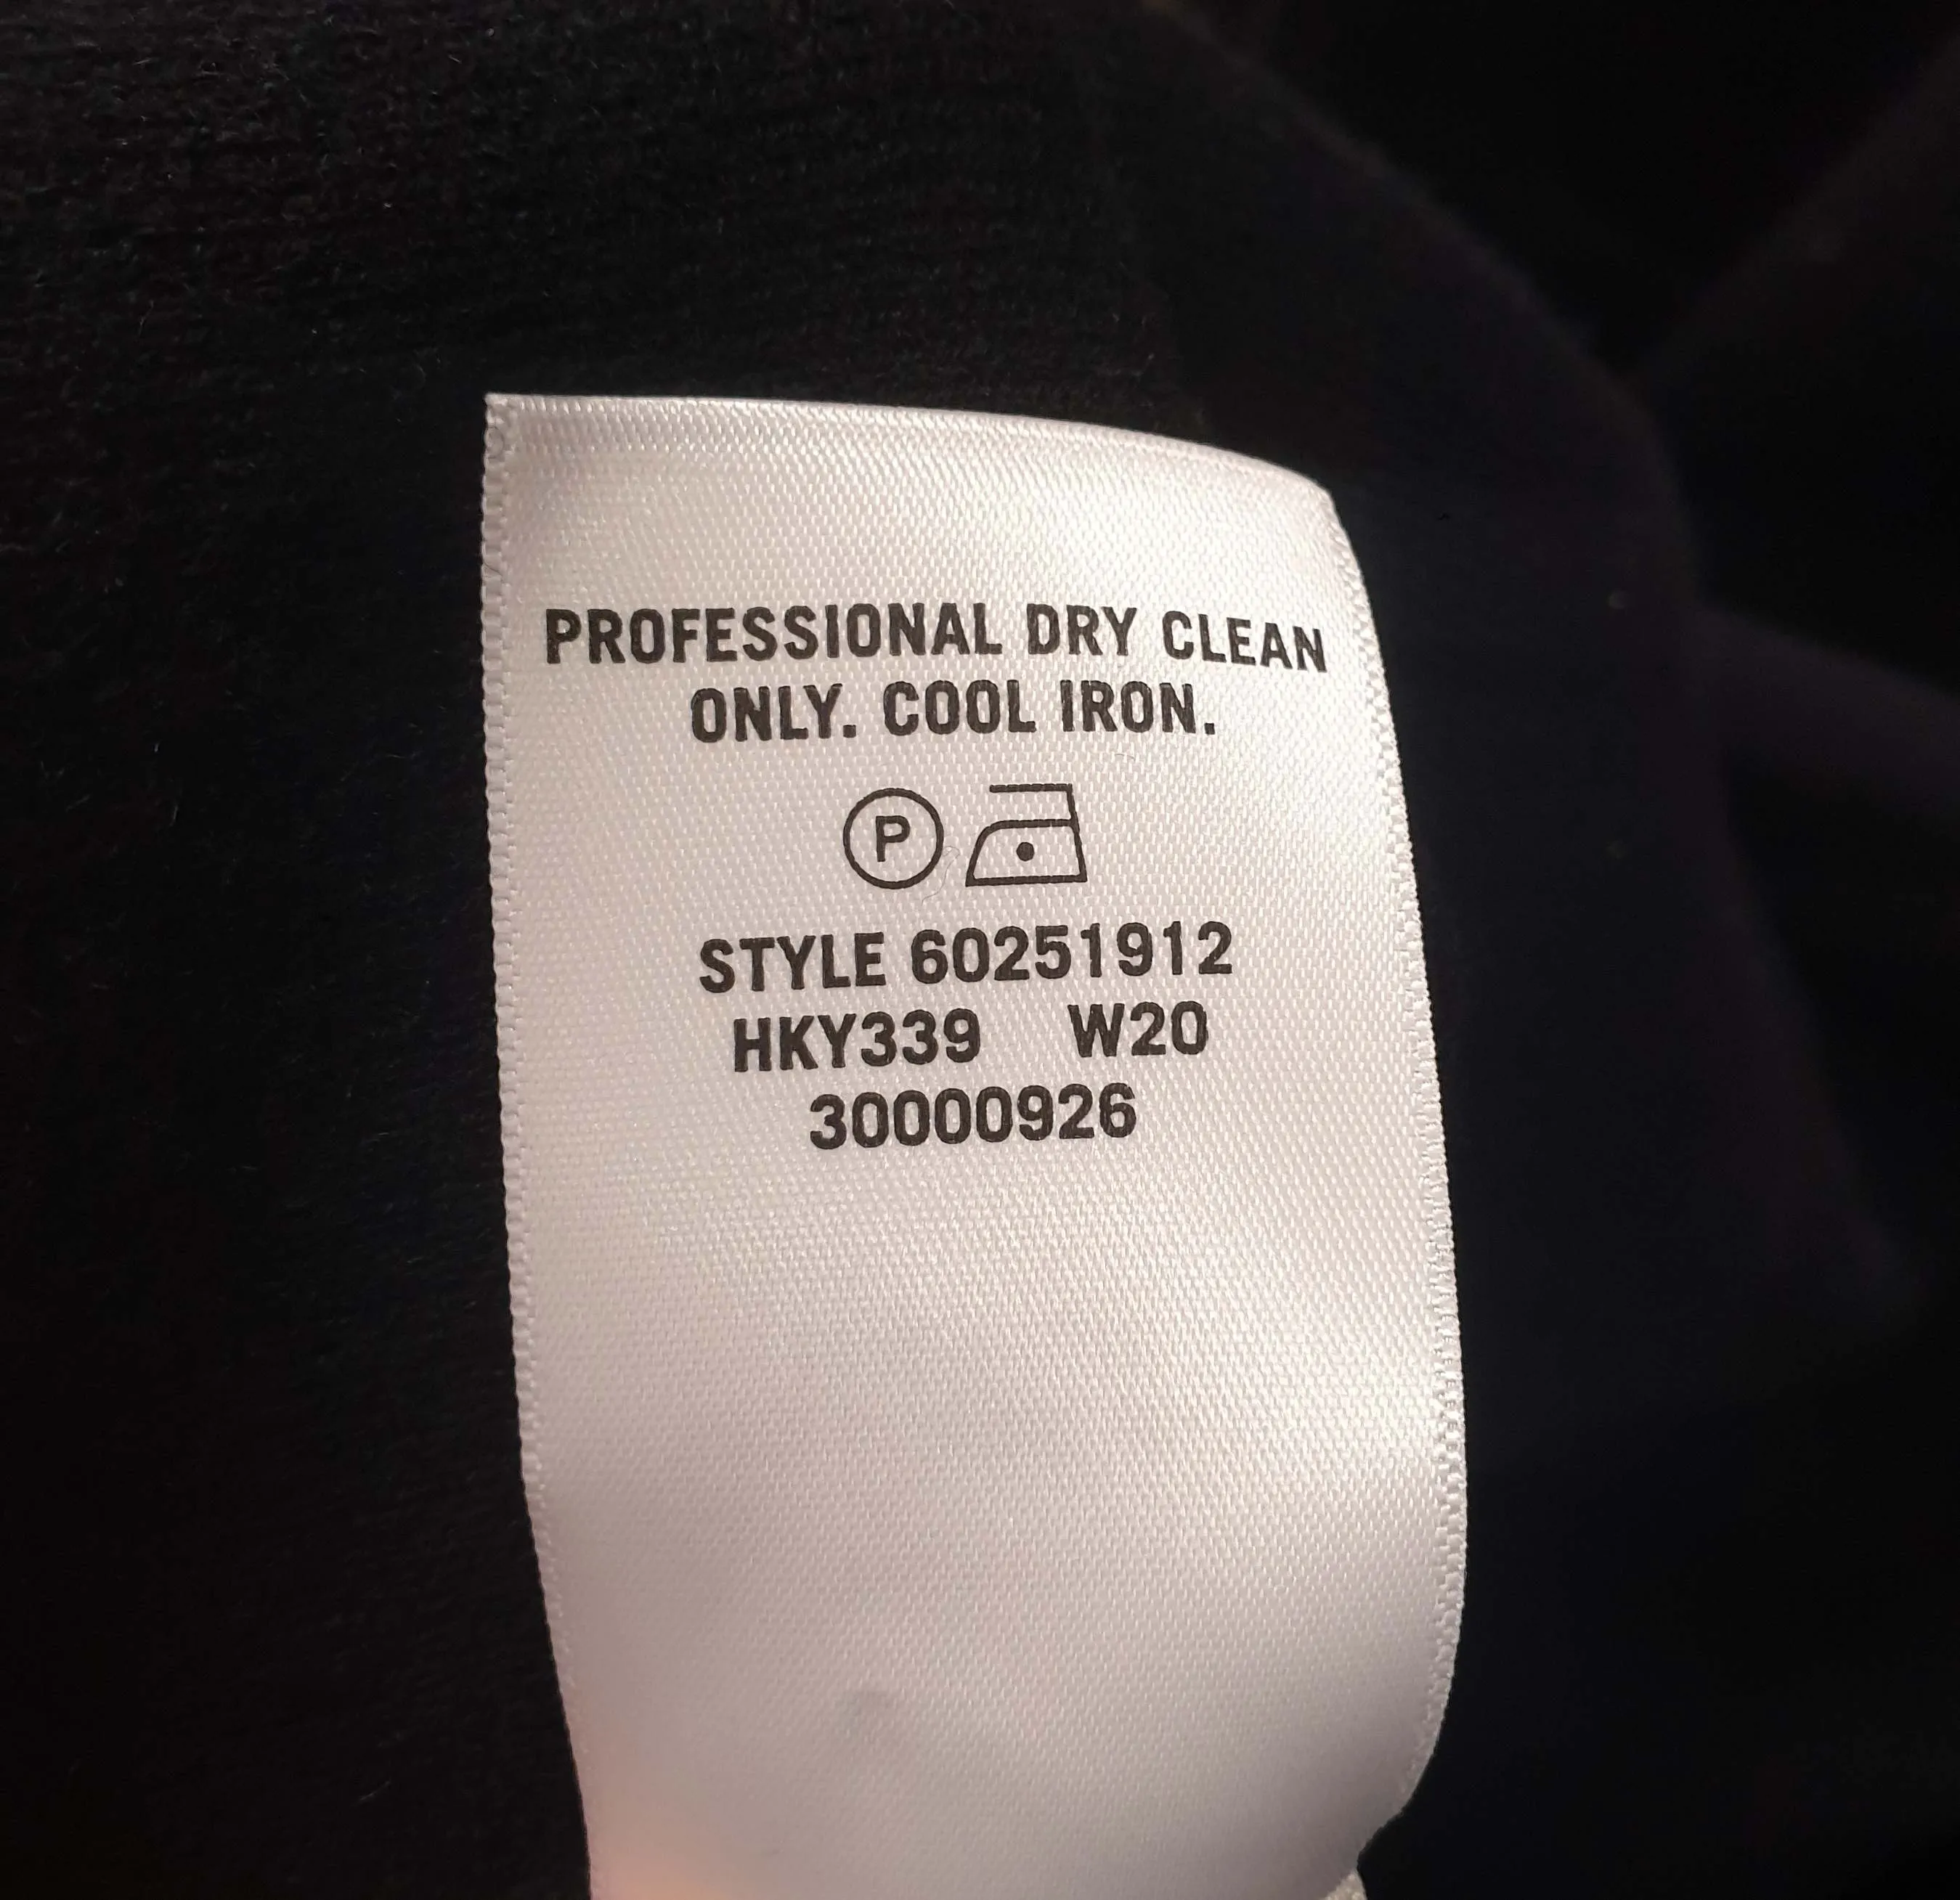 PROFESSIONAL DRY CLEAN
ONLY. COOL IRON.
P
STYLE 60251912
HKY339 W20
30000926